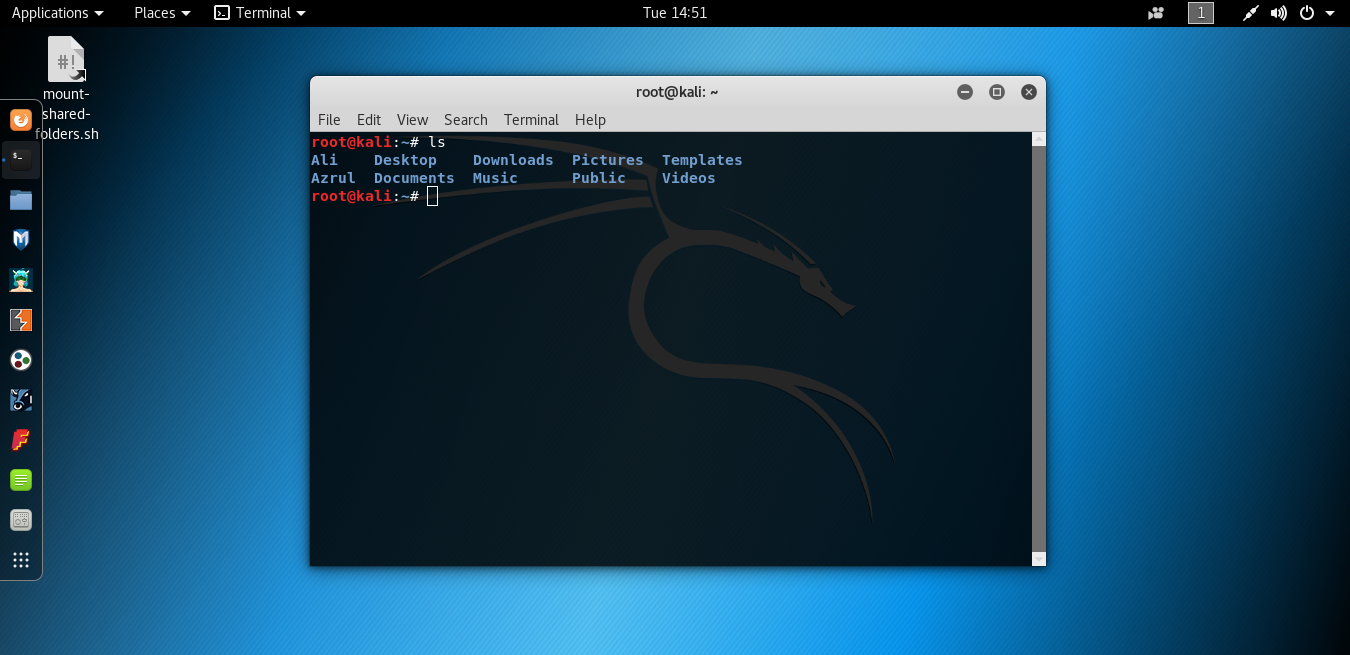 Applications Places Terminal Tue 14:51 1
#!
mount-
shared-
folders.sh
$_
root@kali: ~
File Edit View Search Terminal Help
root@kali:~# ls
Ali Desktop Downloads Pictures Templates
Azrul Documents Music Public Videos
root@kali:~#